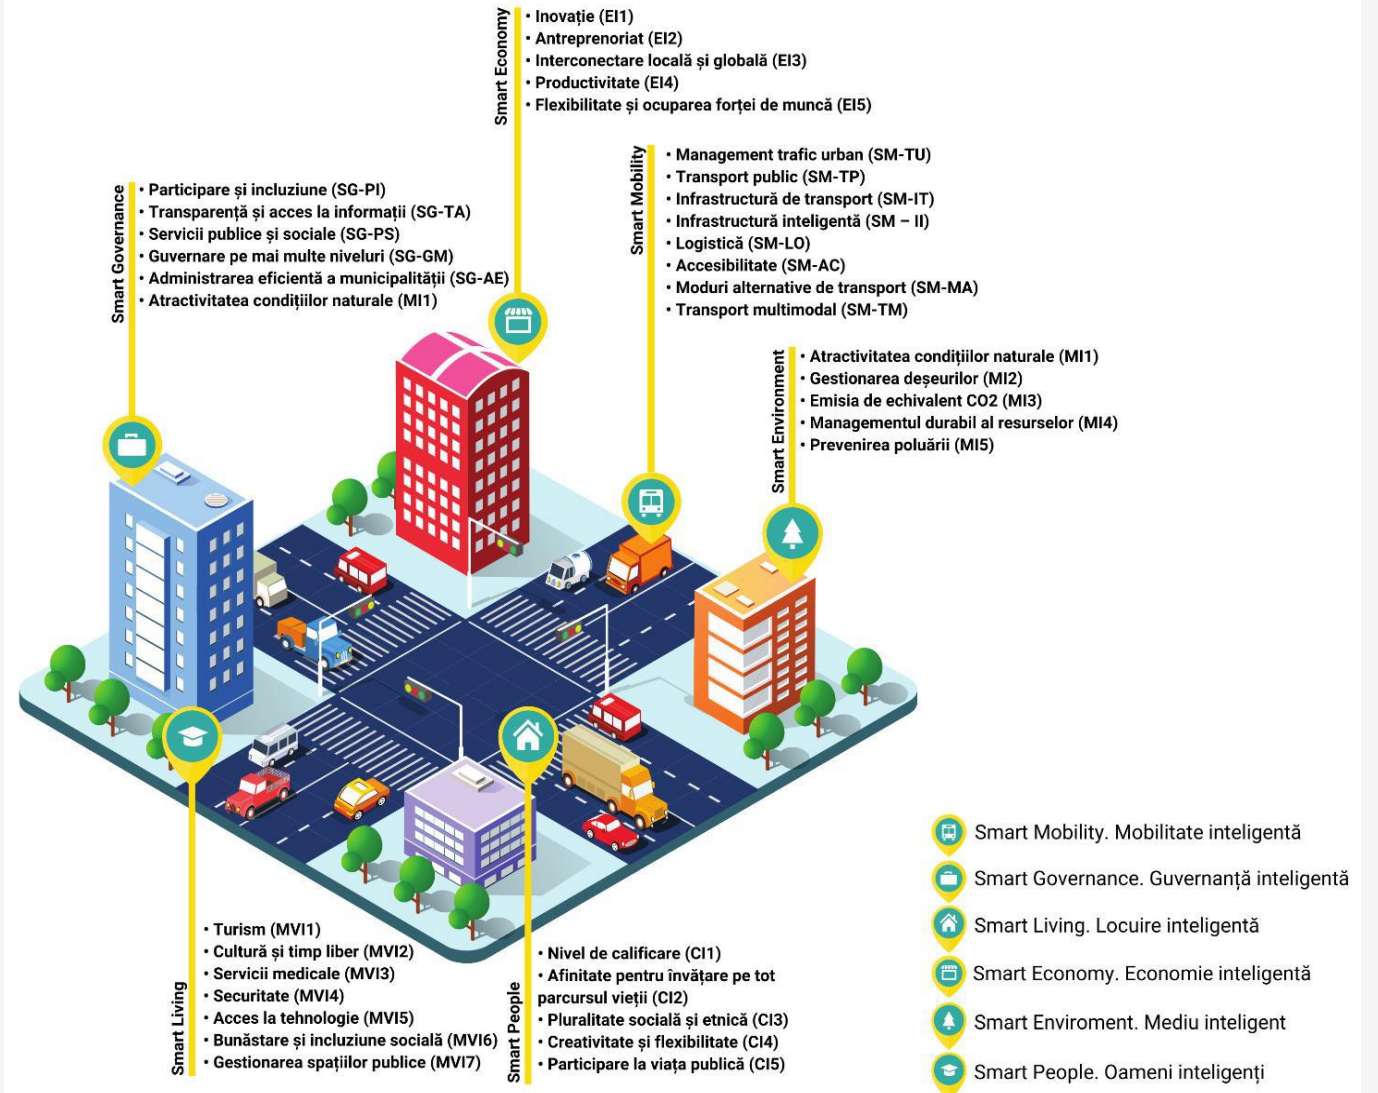 Smart Economy
• Inovație (EI1)
• Antreprenoriat (EI2)
• Interconectare locală și globală (EI3)
• Productivitate (EI4)
• Flexibilitate și ocuparea forței de muncă (EI5)
Smart Mobility
• Management trafic urban (SM-TU)
• Transport public (SM-TP)
• Infrastructură de transport (SM-IT)
• Infrastructură inteligentă (SM – II)
• Logistică (SM-LO)
• Accesibilitate (SM-AC)
• Moduri alternative de transport (SM-MA)
• Transport multimodal (SM-TM)
Smart Governance
• Participare și incluziune (SG-PI)
• Transparență și acces la informații (SG-TA)
• Servicii publice și sociale (SG-PS)
• Guvernare pe mai multe niveluri (SG-GM)
• Administrarea eficientă a municipalității (SG-AE)
• Atractivitatea condițiilor naturale (MI1)
Smart Environment
• Atractivitatea condițiilor naturale (MI1)
• Gestionarea deșeurilor (MI2)
• Emisia de echivalent CO2 (MI3)
• Managementul durabil al resurselor (MI4)
• Prevenirea poluării (MI5)
Smart Living
• Turism (MVI1)
• Cultură și timp liber (MVI2)
• Servicii medicale (MVI3)
• Securitate (MVI4)
• Acces la tehnologie (MVI5)
• Bunăstare și incluziune socială (MVI6)
• Gestionarea spațiilor publice (MVI7)
Smart People
• Nivel de calificare (CI1)
• Afinitate pentru învățare pe tot
parcursul vieții (CI2)
• Pluralitate socială și etnică (CI3)
• Creativitate și flexibilitate (CI4)
• Participare la viața publică (CI5)
Smart Mobility. Mobilitate inteligentă
Smart Governance. Guvernanță inteligentă
Smart Living. Locuire inteligentă
Smart Economy. Economie inteligentă
Smart Enviroment. Mediu inteligent
Smart People. Oameni inteligenți